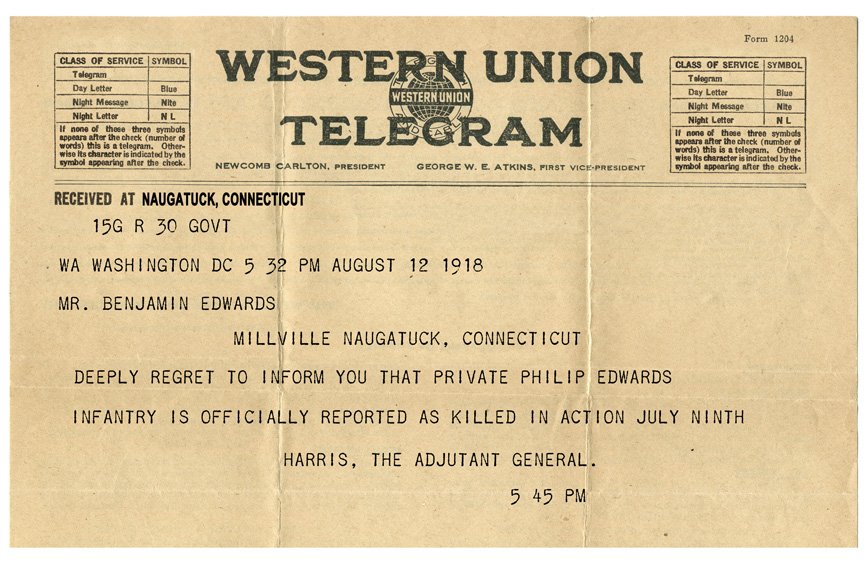 Form 1204
CLASS OF SERVICE SYMBOL
Telegram
Day Letter Blue
Night Message Nite
Night Letter N L
If none of these three symbols
appears after the check (number of
words) this is a telegram. Other-
wise its character is indicated by the
symbol appearing after the check.
WESTERN UNION
WESTERN UNION
TELEGRAM
NEWCOMB CARLTON, PRESIDENT GEORGE W. E. ATKINS, FIRST VICE-PRESIDENT
CLASS OF SERVICE SYMBOL
Telegram
Day Letter Blue
Night Message Nite
Night Letter N L
If none of these three symbols
appears after the check (number of
words) this is a telegram. Other-
wise its character is indicated by the
symbol appearing after the check.
RECEIVED AT NAUGATUCK, CONNECTICUT
15G R 30 GOVT
WA WASHINGTON DC 5 32 PM AUGUST 12 1918
MR. BENJAMIN EDWARDS
MILLVILLE NAUGATUCK, CONNECTICUT
DEEPLY REGRET TO INFORM YOU THAT PRIVATE PHILIP EDWARDS
INFANTRY IS OFFICIALLY REPORTED AS KILLED IN ACTION JULY NINTH
HARRIS, THE ADJUTANT GENERAL.
5 45 PM